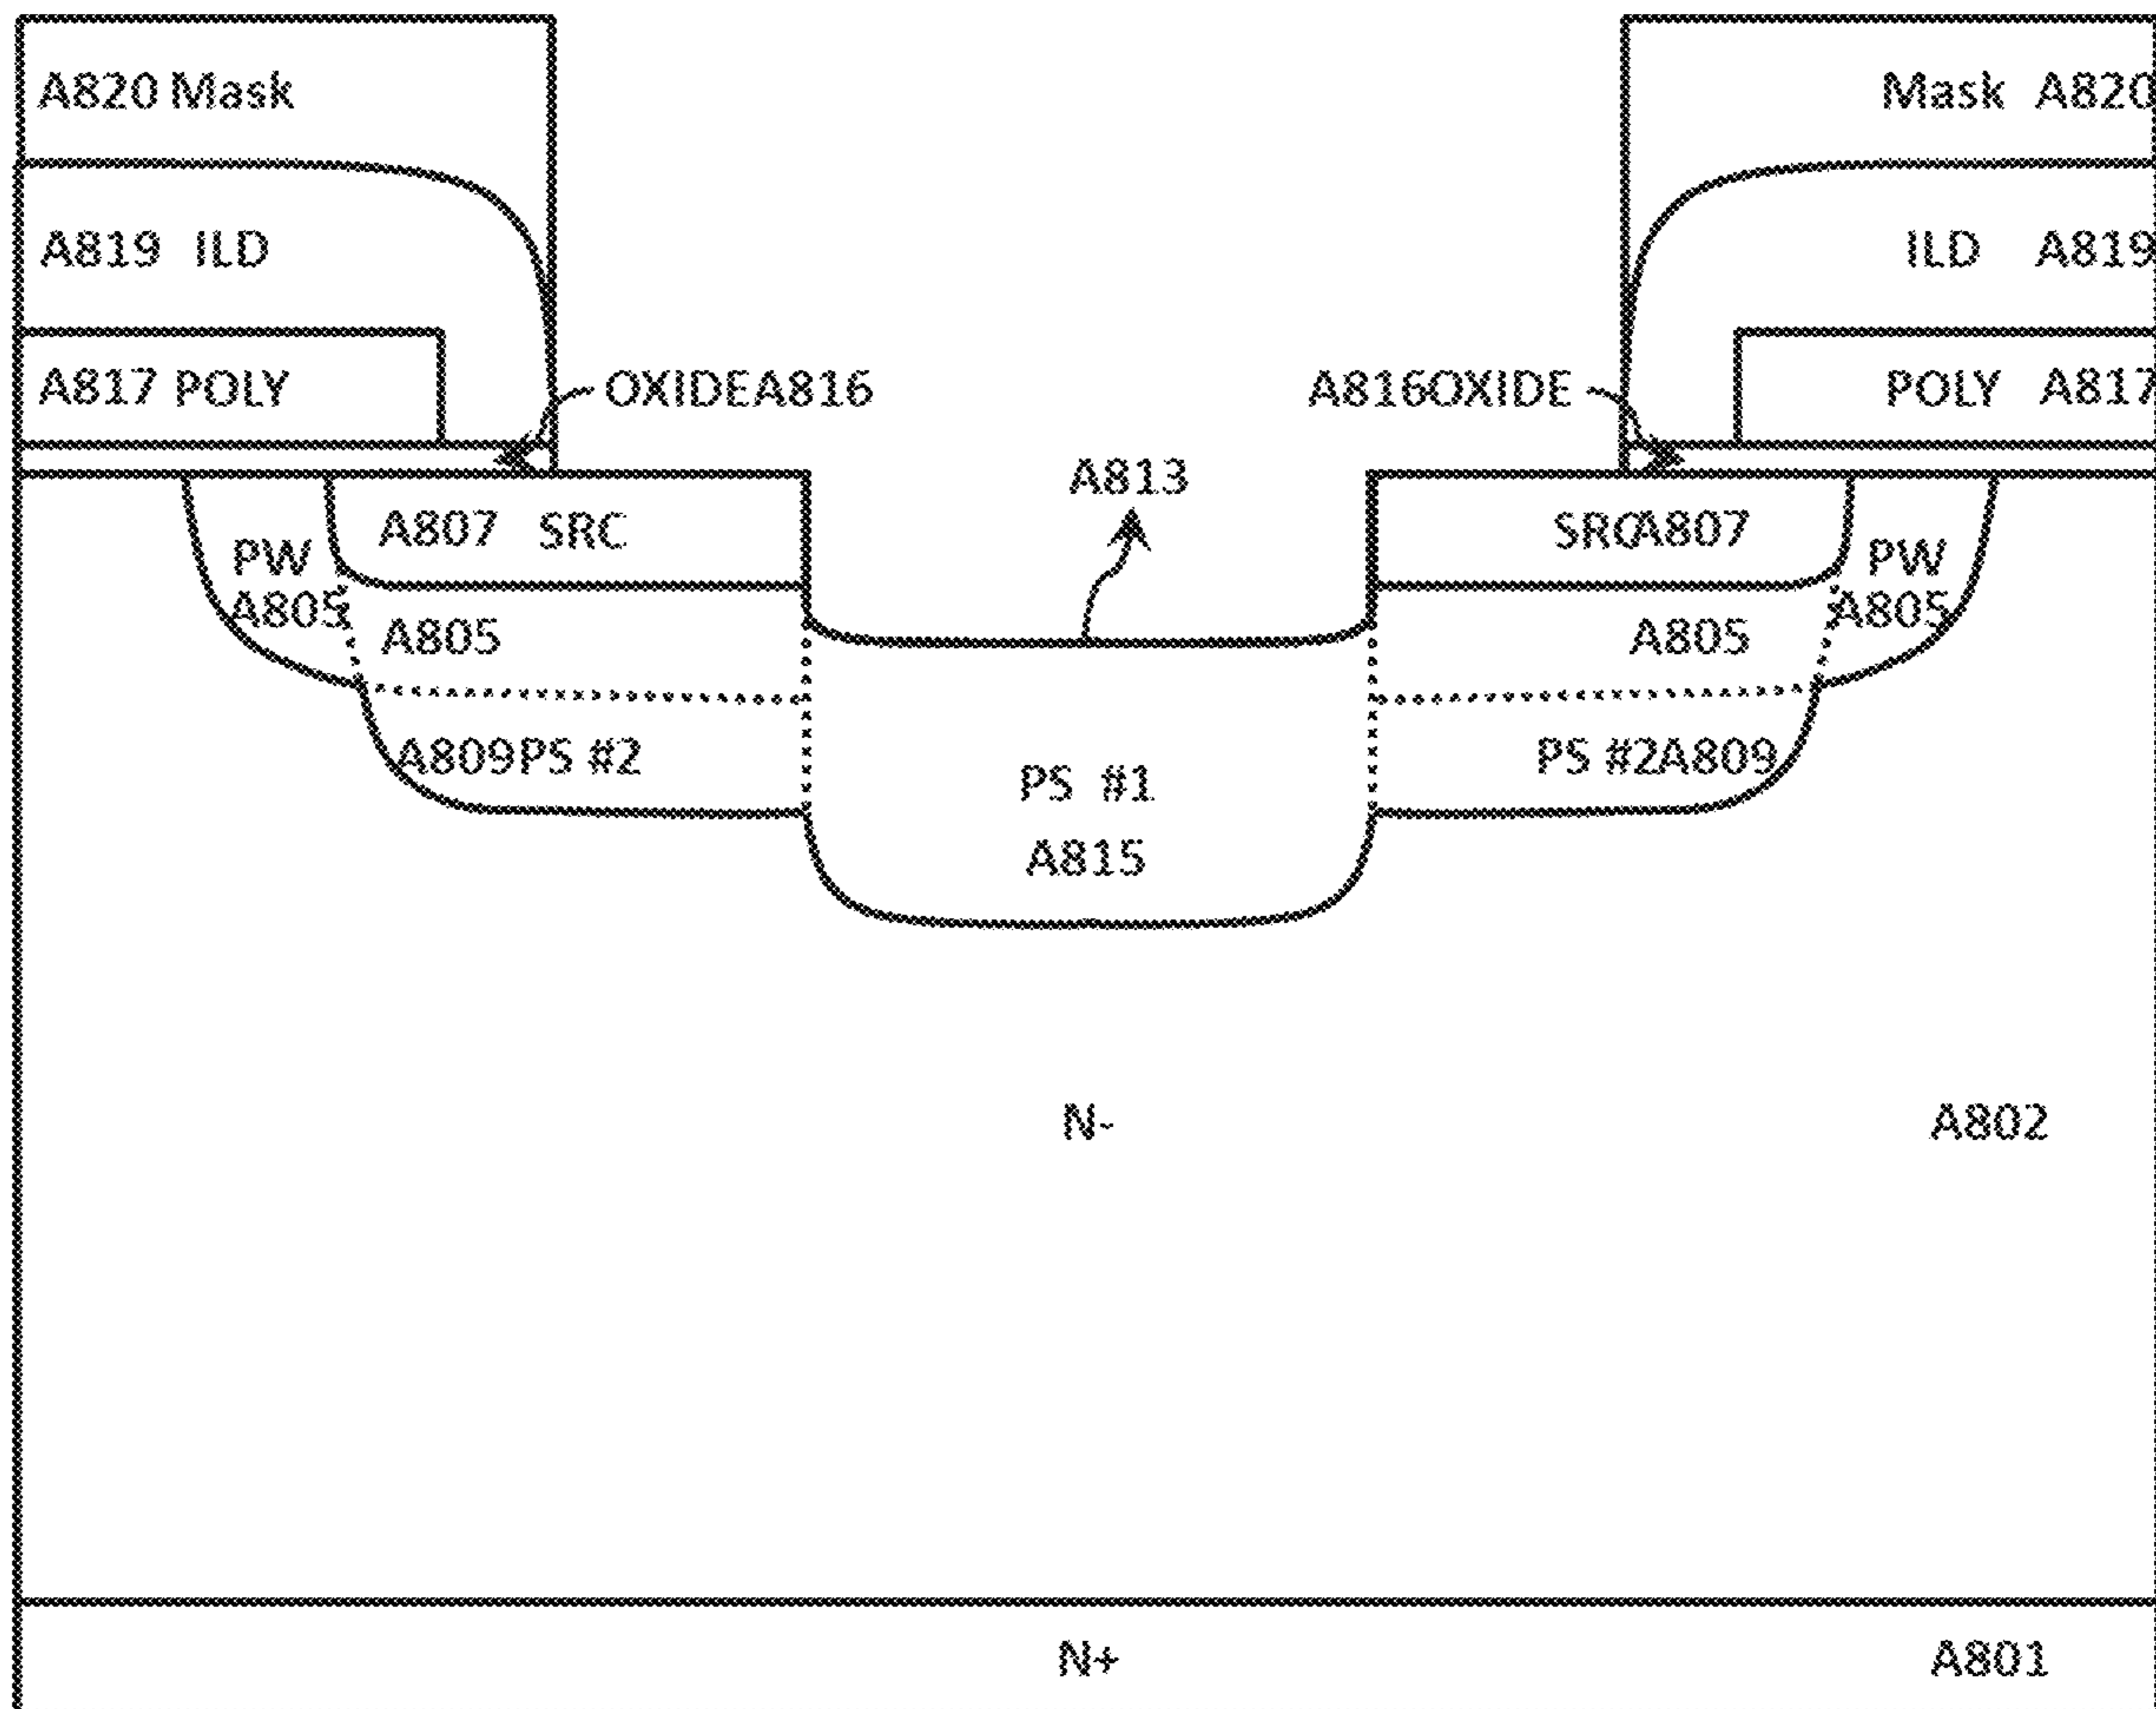 A820 Mask
Mask A820
A819 ILD
ILD A819
A817 POLY
OXIDEA816
A816OXIDE
POLY A817
A813
A807 SRC
SRCA807
PW
A805
PW
A805
A805
A805
A809PS #2
PS #1
A815
PS #2A809
N-
A802
N+
A801